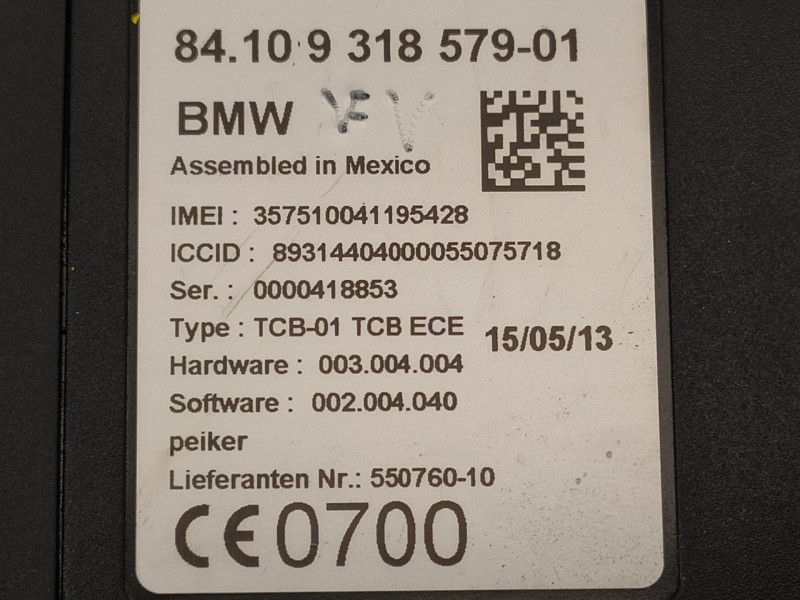 84.10 9 318 579-01
BMW
Assembled in Mexico
IMEI : 357510041195428
ICCID : 89314404000055075718
Ser. : 0000418853
Type : TCB-01 TCB ECE 15/05/13
Hardware : 003.004.004
Software : 002.004.040
peiker
Lieferanten Nr.: 550760-10
CE0700